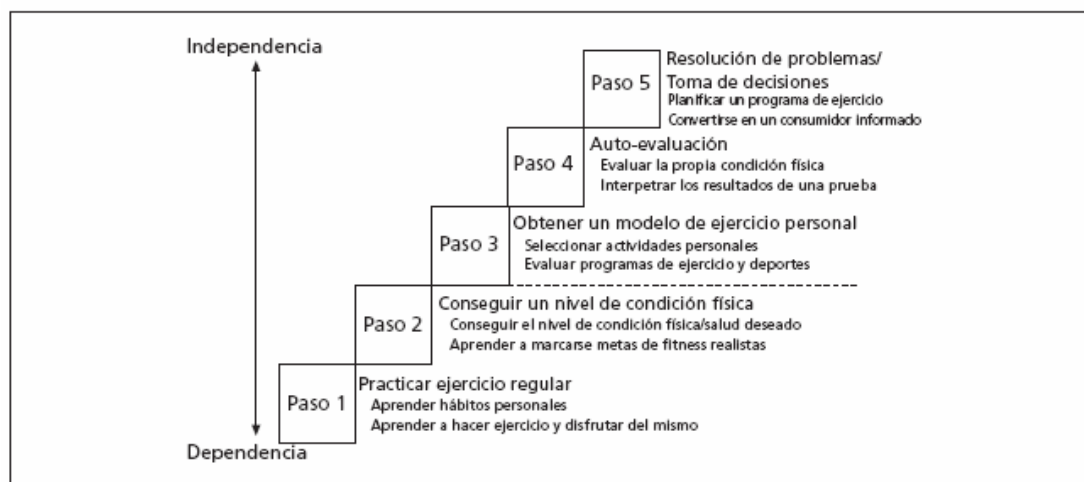 Independencia
Paso 5
Resolución de problemas/
Toma de decisiones
Planificar un programa de ejercicio
Convertirse en un consumidor informado
Paso 4
Auto-evaluación
Evaluar la propia condición física
Interpetrar los resultados de una prueba
Paso 3
Obtener un modelo de ejercicio personal
Seleccionar actividades personales
Evaluar programas de ejercicio y deportes
Paso 2
Conseguir un nivel de condición física
Conseguir el nivel de condición física/salud deseado
Aprender a marcarse metas de fitness realistas
Paso 1
Practicar ejercicio regular
Aprender hábitos personales
Aprender a hacer ejercicio y disfrutar del mismo
Dependencia